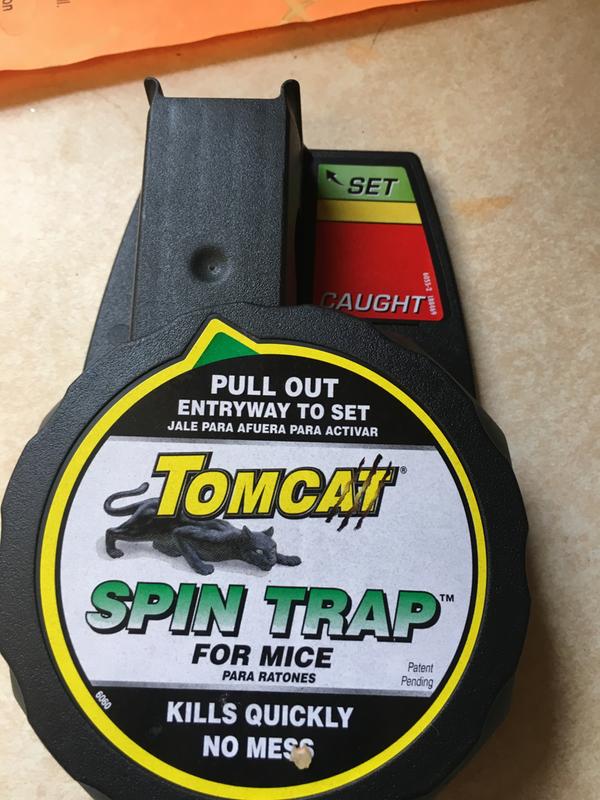 on
SET
CAUGHT
PULL OUT
ENTRYWAY TO SET
JALE PARA AFUERA PARA ACTIVAR
TOMCAT®
SPIN TRAP™
FOR MICE
PARA RATONES
Patent
Pending
6060
KILLS QUICKLY
NO MESS